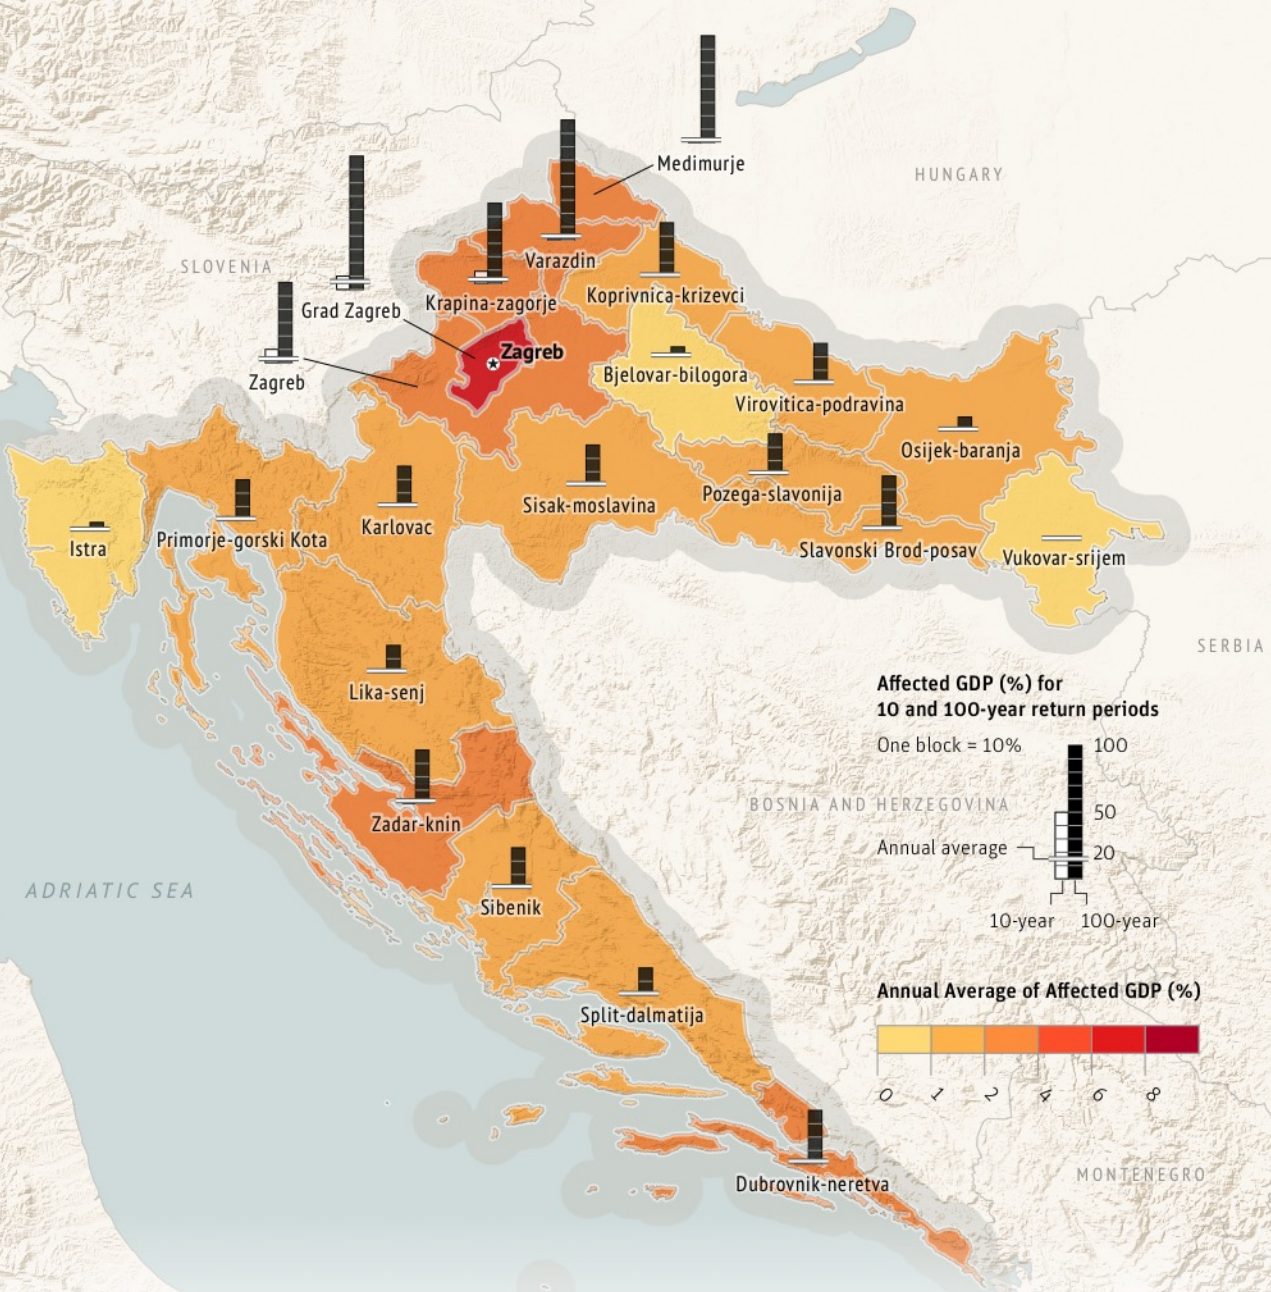 Medimurje
HUNGARY
SLOVENIA
Varazdin
Grad Zagreb
Krapina-zagorje
Koprivnica-krizevci
Zagreb
Zagreb
Bjelovar-bilogora
Virovitica-podravina
Osijek-baranja
Pozega-slavonija
Sisak-moslavina
Karlovac
Primorje-gorski Kota
Istra
Slavonski Brod-posav
Vukovar-srijem
SERBIA
Lika-senj
Affected GDP (%) for
10 and 100-year return periods
One block = 10%
100
50
20
Annual average
10-year
100-year
BOSNIA AND HERZEGOVINA
Zadar-knin
ADRIATIC SEA
Sibenik
Split-dalmatija
Annual Average of Affected GDP (%)
0 1 2 4 6 8
MONTENEGRO
Dubrovnik-neretva